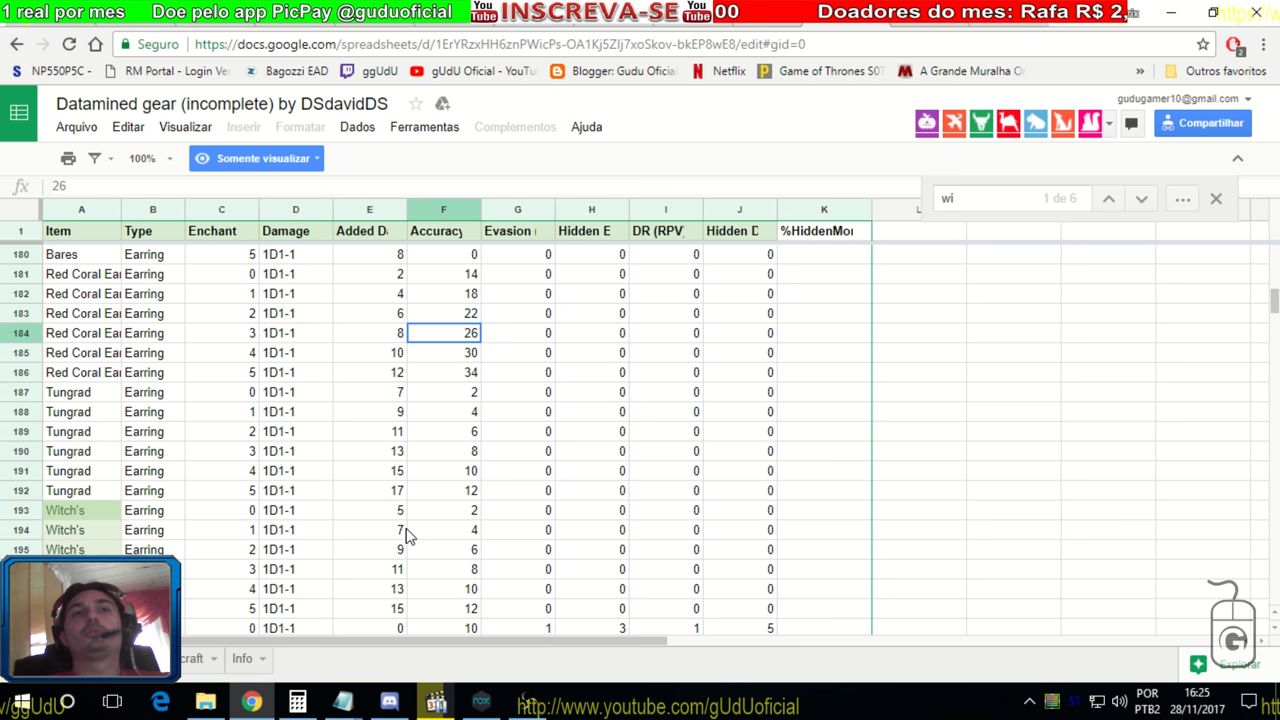 1 real por mes Doe pelo app PicPay @guduoficial You Tube INSCREVA-SE You Tube 00 Doadores do mes: Rafa R$ 2,
Seguro https://docs.google.com/spreadsheets/d/1ErYRzxHH6znPWicPs-OA1Kj5ZIj7xoSkov-bkEP8wE8/edit#gid=0
NP550P5C - RM Portal - Login Ver Bagozzi EAD ggUdU gUdU Oficial - YouTu Blogger: Gudu Oficial Netflix Game of Thrones S07 A Grande Muralha Or » Outros favoritos
Datamined gear (incomplete) by DSdavidDS
gudugamer10@gmail.com
Arquivo Editar Visualizar Inserir Formatar Dados Ferramentas Complementos Ajuda
Compartilhar
100% Somente visualizar
fx 26
wi 1 de 6
A B C D E F G H I J K L
1 Item Type Enchant Damage Added Da Accuracy Evasion ( Hidden E DR (RPV) Hidden D %HiddenMor
180 Bares Earring 5 1D1-1 8 0 0 0 0 0
181 Red Coral Ear Earring 0 1D1-1 2 14 0 0 0 0
182 Red Coral Ear Earring 1 1D1-1 4 18 0 0 0 0
183 Red Coral Ear Earring 2 1D1-1 6 22 0 0 0 0
184 Red Coral Ear Earring 3 1D1-1 8 26 0 0 0 0
185 Red Coral Ear Earring 4 1D1-1 10 30 0 0 0 0
186 Red Coral Ear Earring 5 1D1-1 12 34 0 0 0 0
187 Tungrad Earring 0 1D1-1 7 2 0 0 0 0
188 Tungrad Earring 1 1D1-1 9 4 0 0 0 0
189 Tungrad Earring 2 1D1-1 11 6 0 0 0 0
190 Tungrad Earring 3 1D1-1 13 8 0 0 0 0
191 Tungrad Earring 4 1D1-1 15 10 0 0 0 0
192 Tungrad Earring 5 1D1-1 17 12 0 0 0 0
193 Witch's Earring 0 1D1-1 5 2 0 0 0 0
194 Witch's Earring 1 1D1-1 7 4 0 0 0 0
195 Witch's Earring 2 1D1-1 9 6 0 0 0 0
3 1D1-1 11 8 0 0 0 0
4 1D1-1 13 10 0 0 0 0
5 1D1-1 15 12 0 0 0 0
0 1D1-1 0 10 1 3 1 5
craft Info
Explorar
/ggUdU http://www.youtube.com/gUdUoficial
POR 16:25
PTB2 28/11/2017